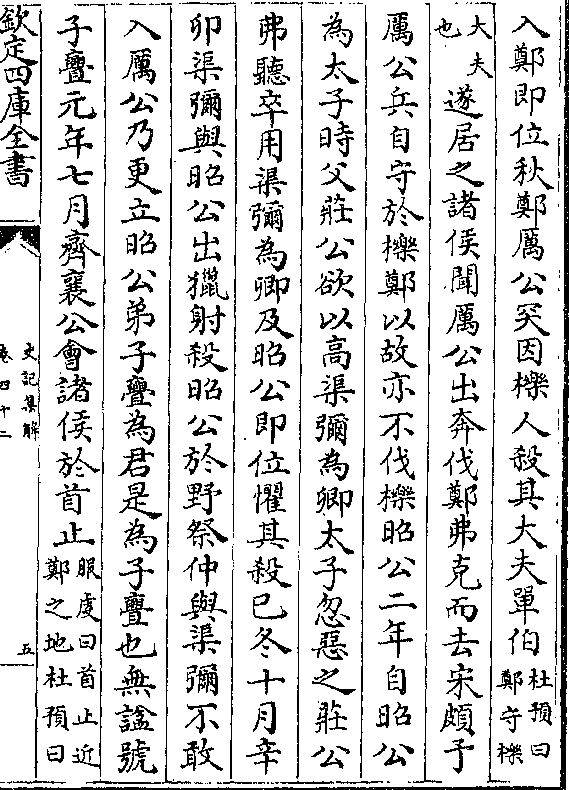 入鄭即位秋鄭厲公突因櫟人殺其大夫單伯杜預曰鄭守櫟
大夫也遂居之諸侯聞厲公出奔伐鄭弗克而去宋頗予
厲公兵自守於櫟鄭以故亦不伐櫟昭公二年自昭公
為太子時父莊公欲以高渠彌為卿太子忽惡之莊公
弗聽卒用渠彌為卿及昭公即位懼其殺已冬十月辛
卯渠彌與昭公出獵射殺昭公於野祭仲與渠彌不敢
入厲公乃更立昭公弟子亹為君是為子亹也無諡號
子亹元年七月齊襄公會諸侯於首止服虔曰首止近鄭之地杜預曰
欽定四庫全書
史記集解
卷四十二
五